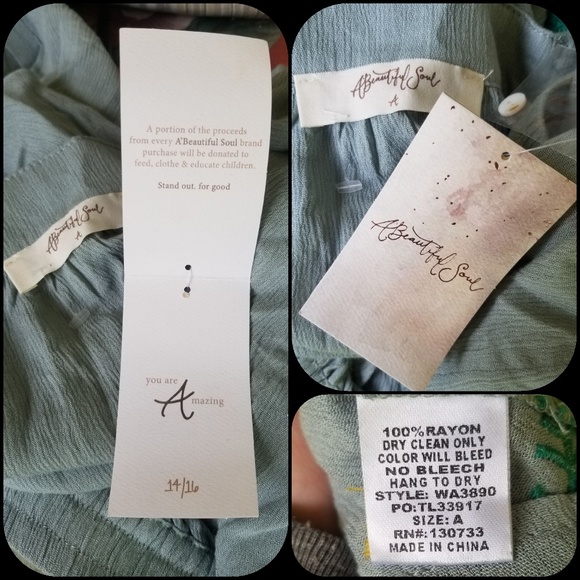 A portion of the proceeds
from every A'Beautiful Soul brand
purchase will be donated to
feed, clothe & educate children.
Stand out. for good
A'Beautiful Soul
A
you are
Amazing
14/16
A'Beautiful Soul
A
A'Beautiful Soul
100% RAYON
DRY CLEAN ONLY
COLOR WILL BLEED
NO BLEECH
HANG TO DRY
STYLE: WA3890
PO:TL33917
SIZE: A
RN#:130733
MADE IN CHINA